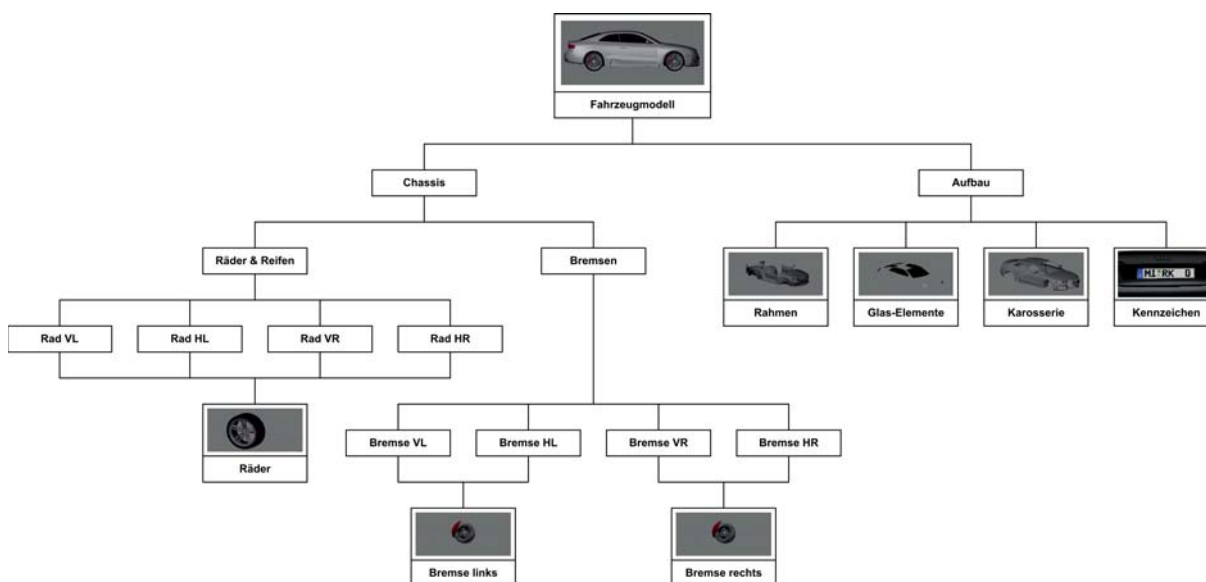 Fahrzeugmodell
Chassis
Aufbau
Räder & Reifen
Bremsen
Rahmen
Glas-Elemente
Karosserie
Kennzeichen
Rad VL
Rad HL
Rad VR
Rad HR
Bremse VL
Bremse HL
Bremse VR
Bremse HR
Räder
Bremse links
Bremse rechts